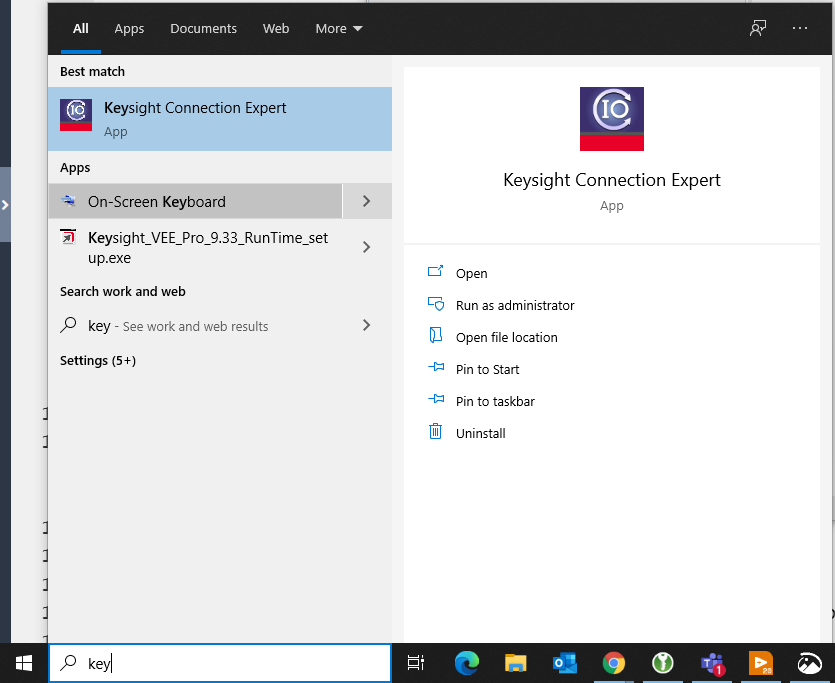 All Apps Documents Web More
Best match
Keysight Connection Expert
App
Apps
On-Screen Keyboard
Keysight_VEE_Pro_9.33_RunTime_set
up.exe
Search work and web
key - See work and web results
Settings (5+)
IO
Keysight Connection Expert
App
Open
Run as administrator
Open file location
Pin to Start
Pin to taskbar
Uninstall
key